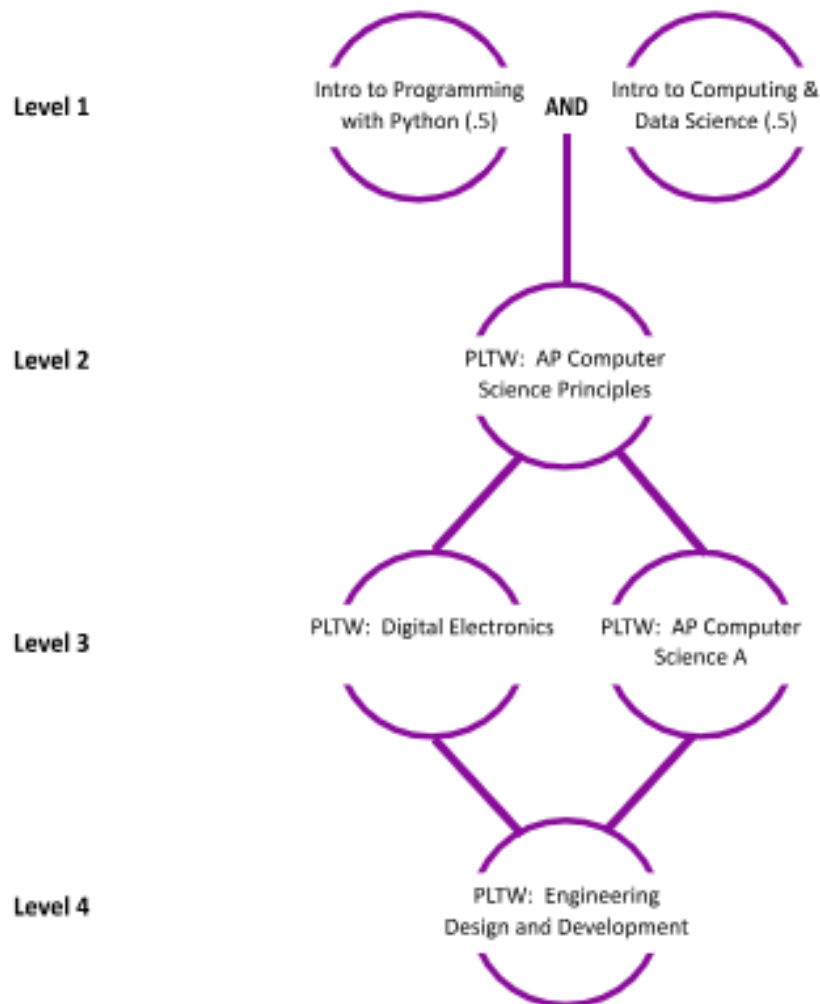 Level 1
Intro to Programming
with Python (.5)
AND
Intro to Computing &
Data Science (.5)
Level 2
PLTW:  AP Computer
Science Principles
Level 3
PLTW:  Digital Electronics
PLTW:  AP Computer
Science A
Level 4
PLTW:  Engineering
Design and Development